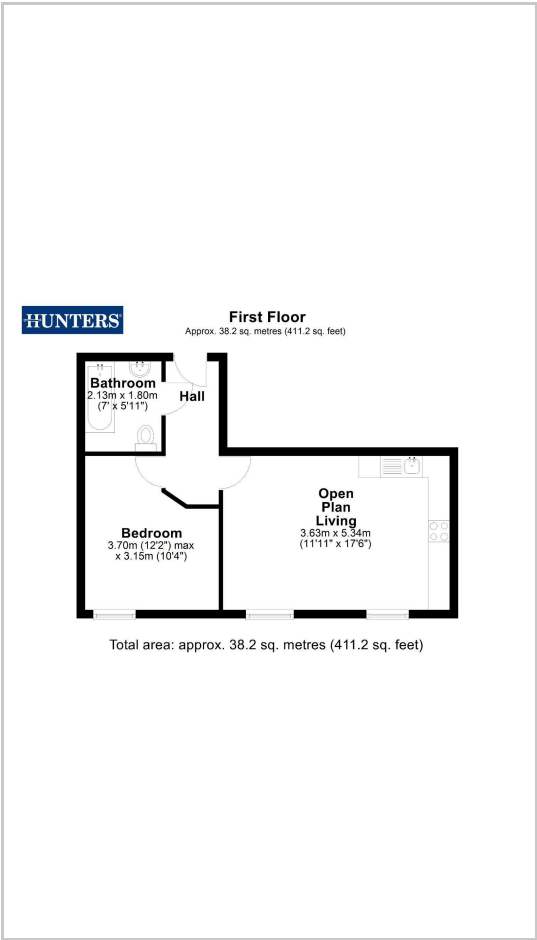 HUNTERS
First Floor
Approx. 38.2 sq. metres (411.2 sq. feet)
Bathroom
2.13m x 1.80m
(7' x 5'11")
Hall
Open
Plan
Living
3.63m x 5.34m
(11'11" x 17'6")
Bedroom
3.70m (12'2") max
x 3.15m (10'4")
Total area: approx. 38.2 sq. metres (411.2 sq. feet)